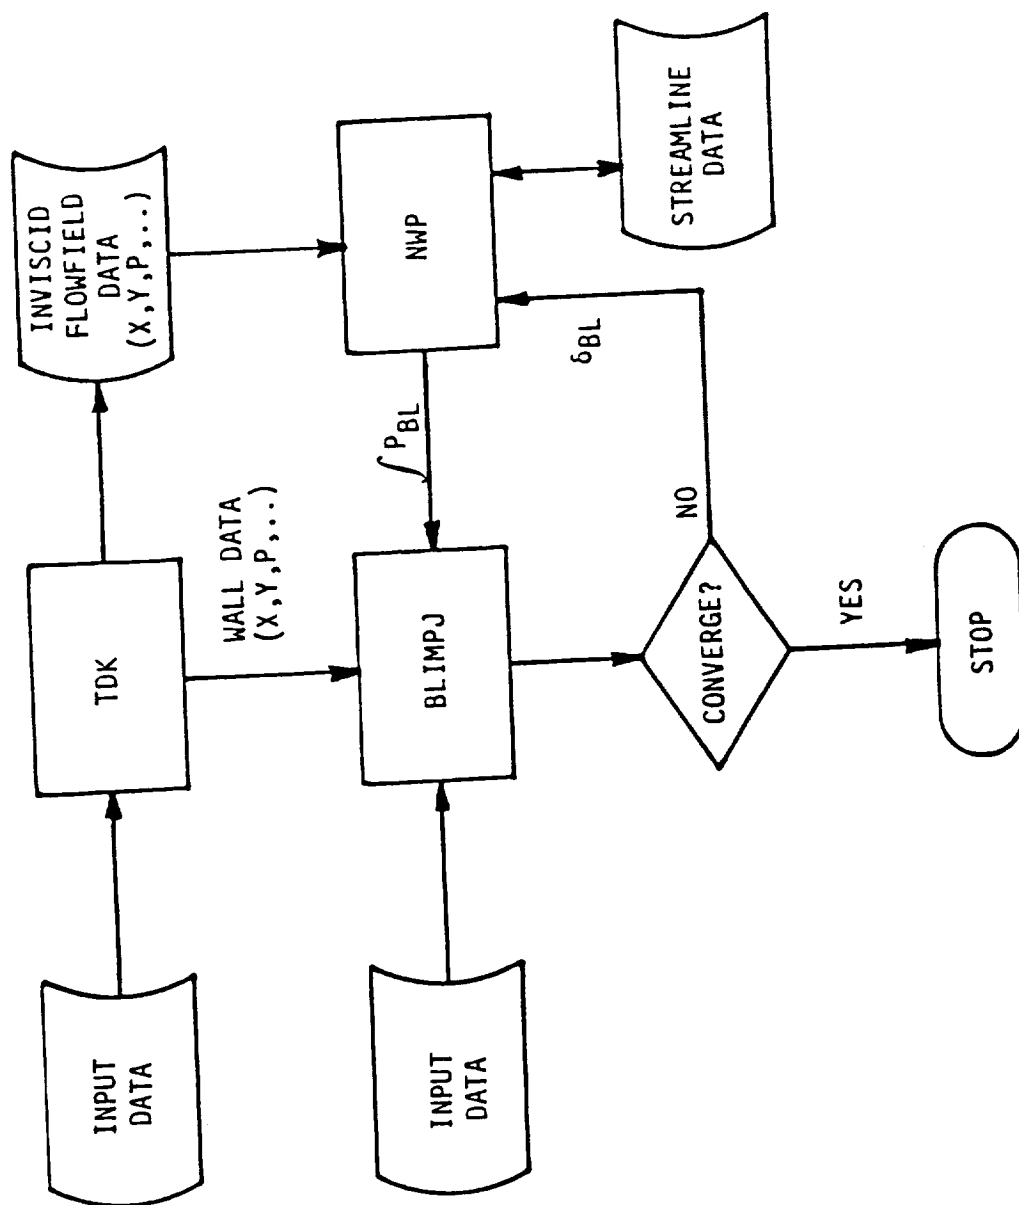 INPUT
DATA
TDK
INVISCID
FLOWFIELD
DATA
(X,Y,P,..)
WALL DATA
(X,Y,P,..)
INPUT
DATA
BLIMPJ
∫P_BL
NWP
CONVERGE?
NO
δ_BL
STREAMLINE
DATA
YES
STOP